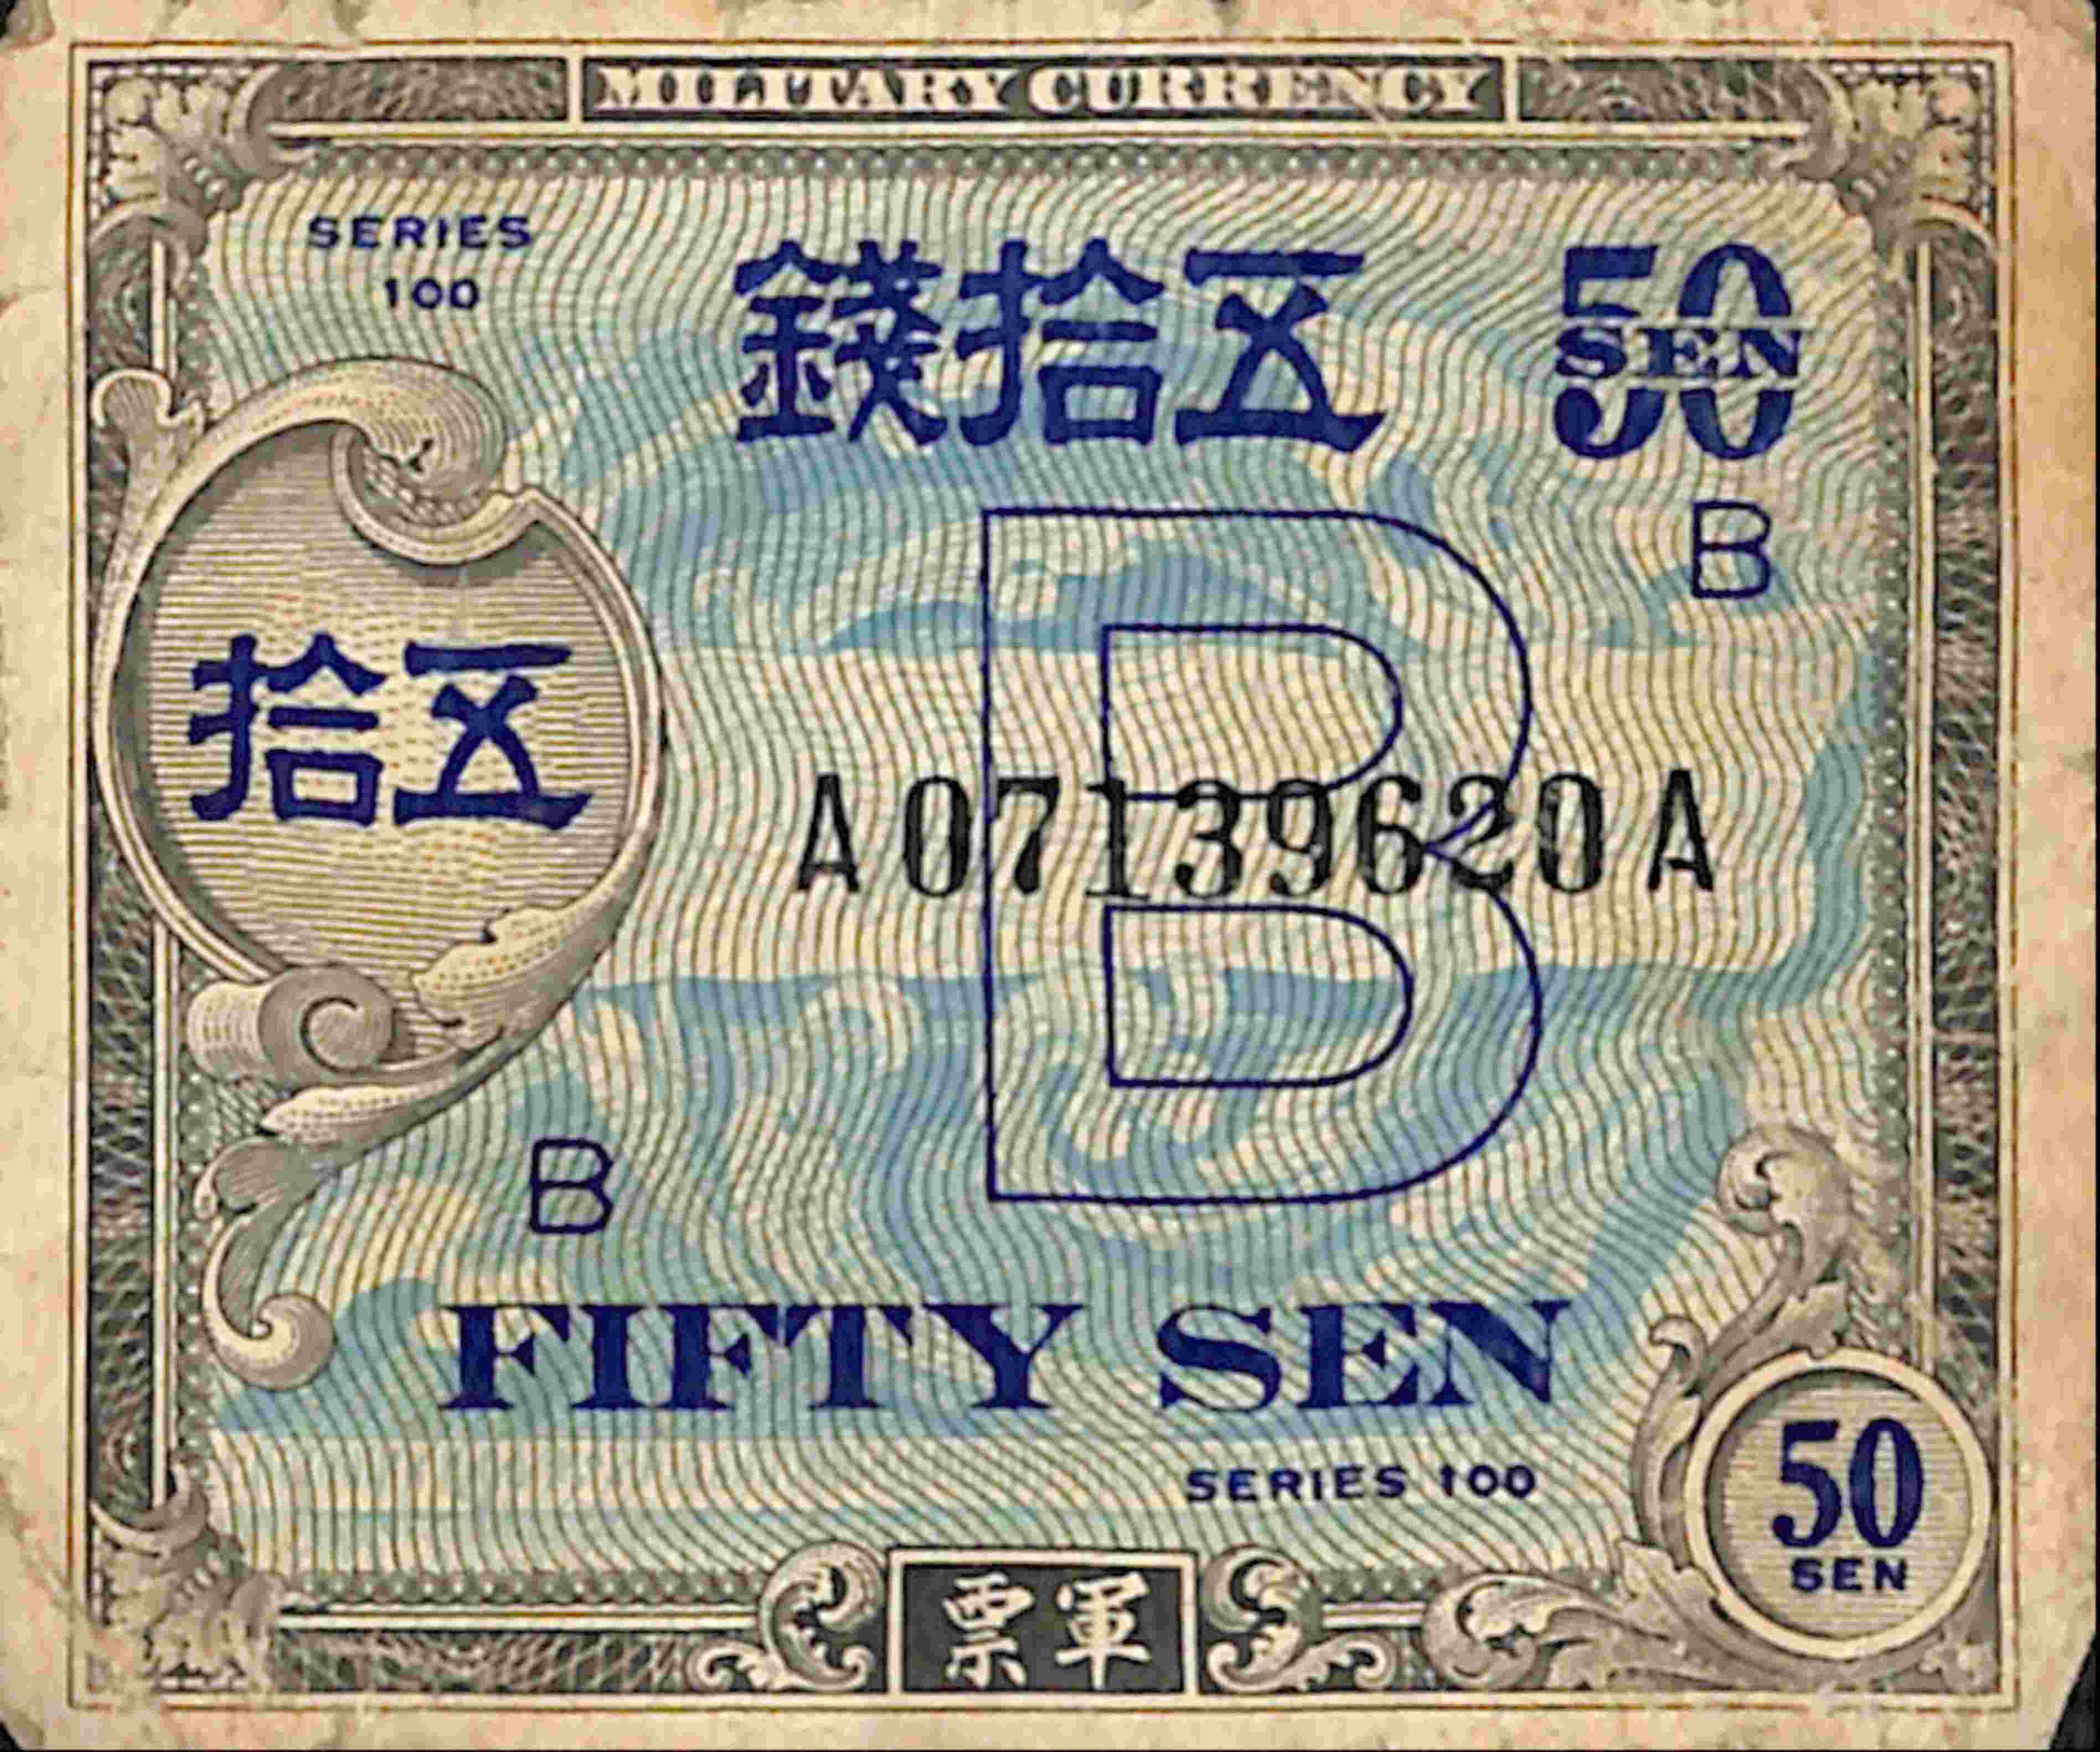 MILITARY CURRENCY
SERIES
100
錢拾五
50
SEN
B
拾五
A07139620A
B
B
FIFTY SEN
SERIES 100
50
SEN
票軍